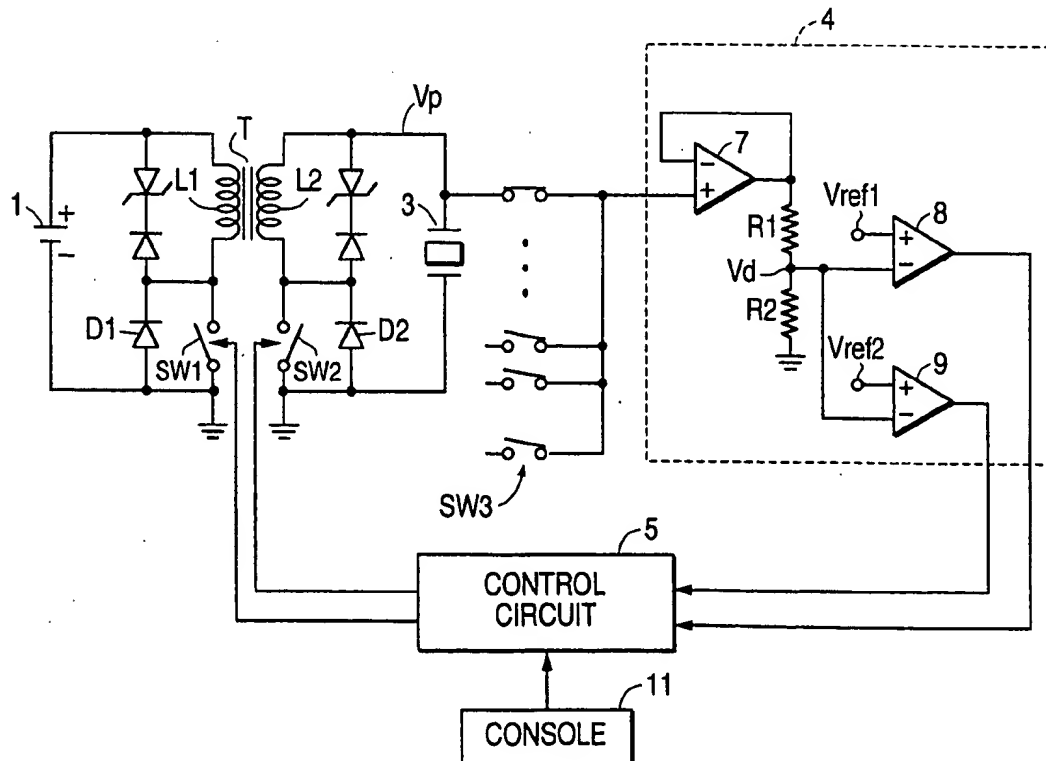 4
Vp
T
7
L1
L2
1
+
-
3
-
+
R1
Vref1
8
+
-
Vd
R2
D1
D2
SW1
SW2
Vref2
9
+
-
SW3
5
CONTROL
CIRCUIT
11
CONSOLE